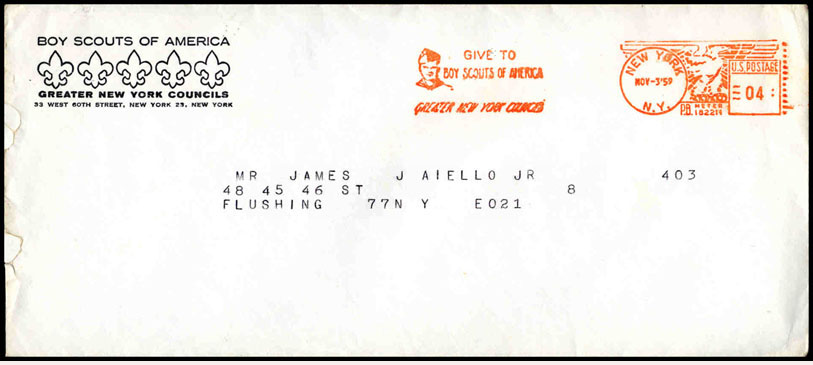 BOY SCOUTS OF AMERICA
GREATER NEW YORK COUNCILS
33 WEST 60TH STREET, NEW YORK 23, NEW YORK
GIVE TO
BOY SCOUTS OF AMERICA
GREATER NEW YORK COUNCILS
NEW YORK
NOV-3'59
N.Y.
U.S. POSTAGE
04
P.B. METER
182216
MR JAMES J AIELLO JR 403
48 45 46 ST 8
FLUSHING 77N Y E021